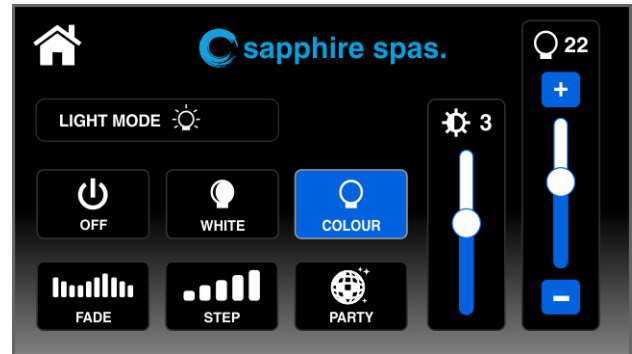 sapphire spas.
22
+
LIGHT MODE
3
OFF
WHITE
COLOUR
FADE
STEP
PARTY
-